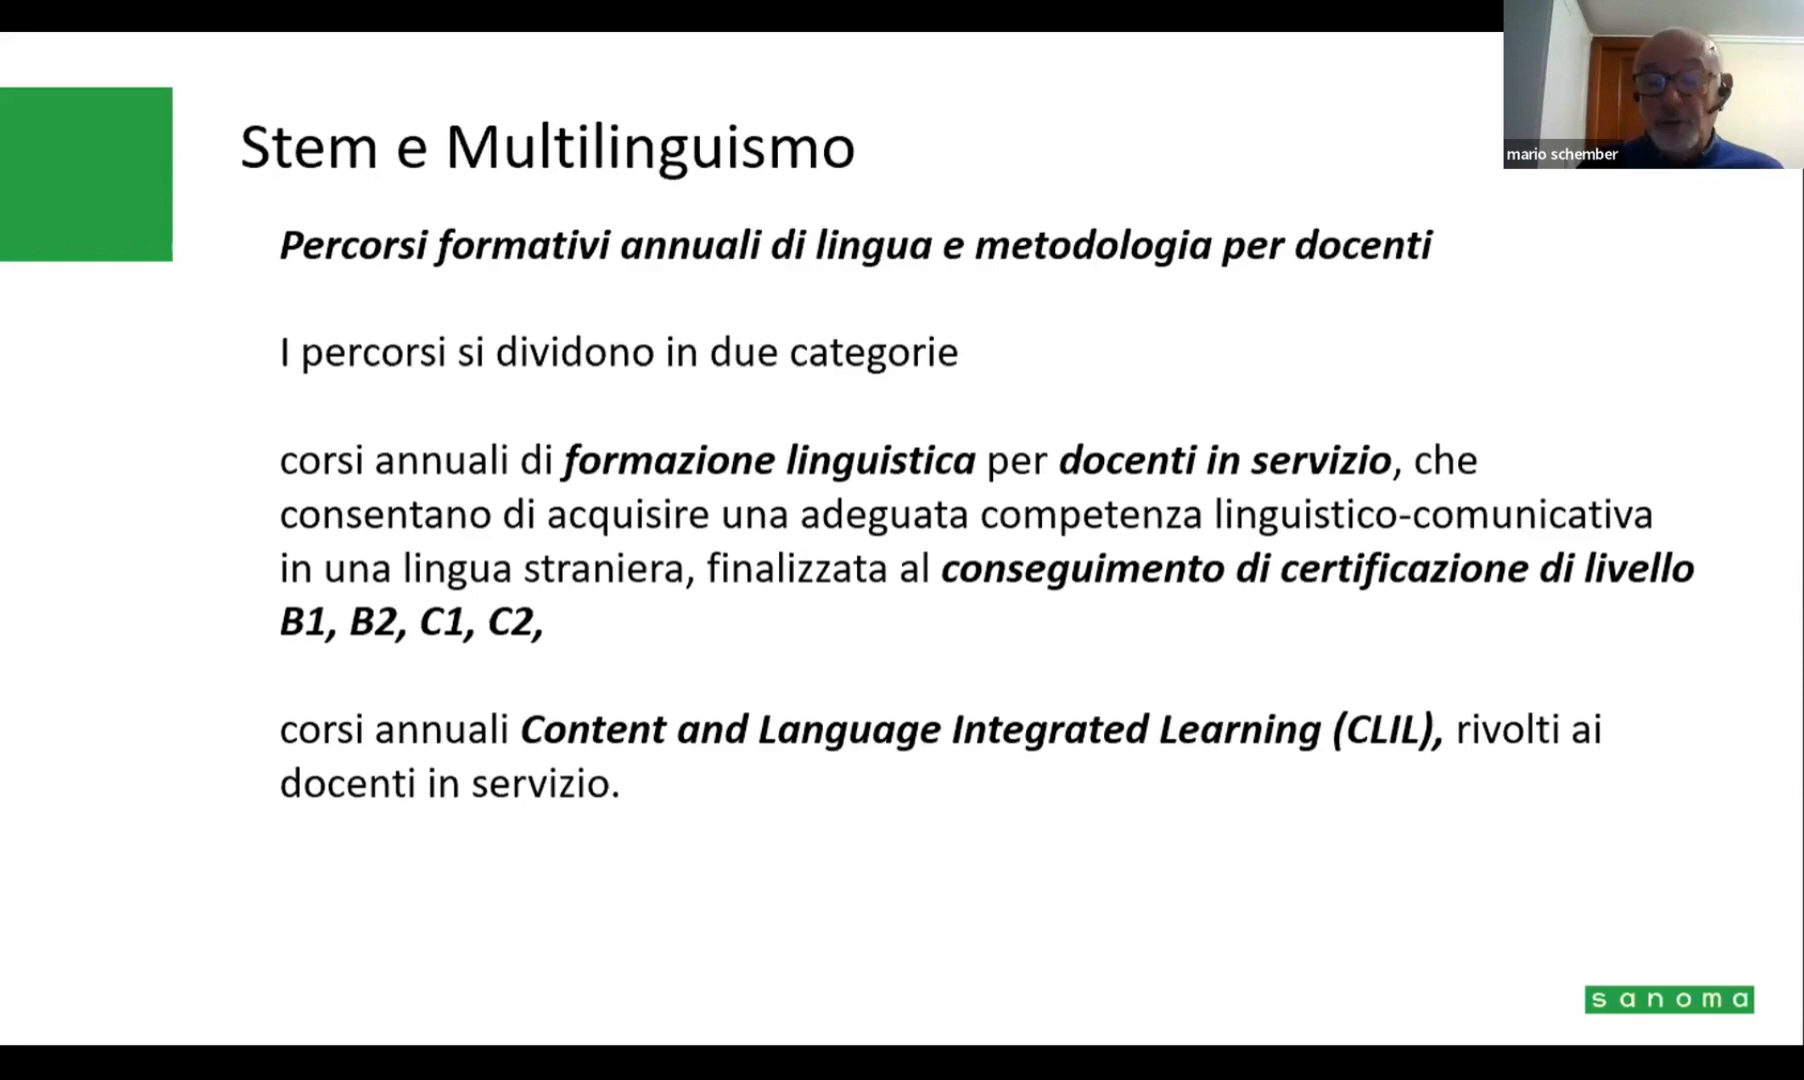 mario schember
Stem e Multilinguismo
Percorsi formativi annuali di lingua e metodologia per docenti
I percorsi si dividono in due categorie
corsi annuali di formazione linguistica per docenti in servizio, che
consentano di acquisire una adeguata competenza linguistico-comunicativa
in una lingua straniera, finalizzata al conseguimento di certificazione di livello
B1, B2, C1, C2,
corsi annuali Content and Language Integrated Learning (CLIL), rivolti ai
docenti in servizio.
sanoma